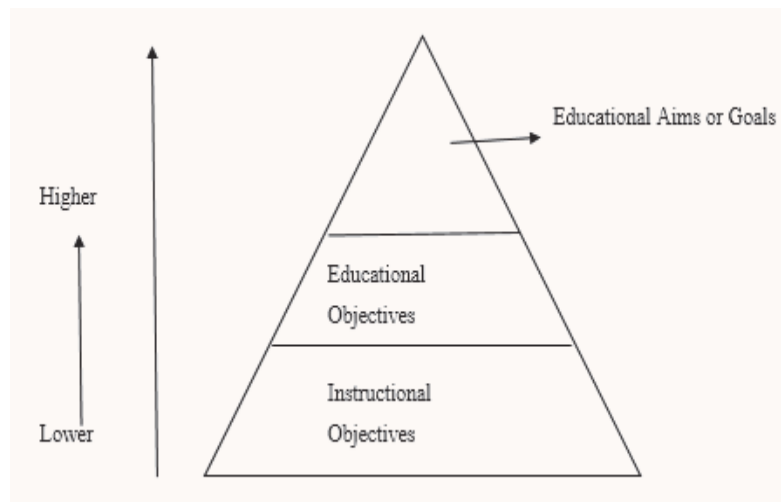 Educational Aims or Goals
Higher
Educational
Objectives
Instructional
Objectives
Lower